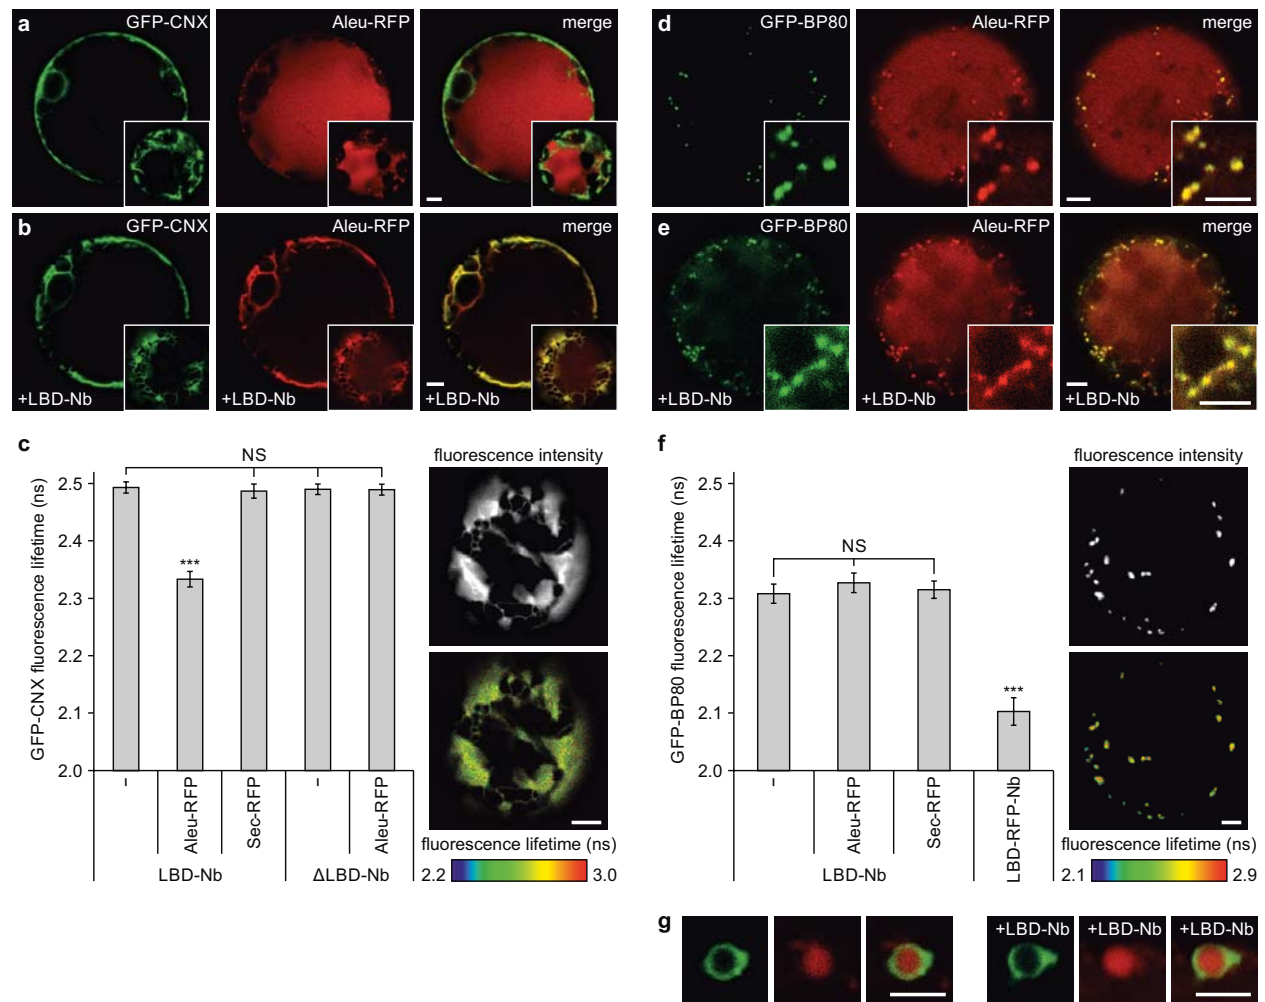 a GFP-CNX Aleu-RFP merge
b GFP-CNX Aleu-RFP merge
+LBD-Nb +LBD-Nb +LBD-Nb
c
NS
GFP-CNX fluorescence lifetime (ns)
2.5
2.4
2.3
2.2
2.1
2.0
***
- Aleu-RFP Sec-RFP - Aleu-RFP
LBD-Nb ΔLBD-Nb
fluorescence intensity
fluorescence lifetime (ns)
2.2 3.0
d GFP-BP80 Aleu-RFP merge
e GFP-BP80 Aleu-RFP merge
+LBD-Nb +LBD-Nb +LBD-Nb
f
GFP-BP80 fluorescence lifetime (ns)
2.5
2.4
2.3
2.2
2.1
2.0
NS
***
- Aleu-RFP Sec-RFP LBD-RFP-Nb
LBD-Nb
fluorescence intensity
fluorescence lifetime (ns)
2.1 2.9
g
+LBD-Nb +LBD-Nb +LBD-Nb